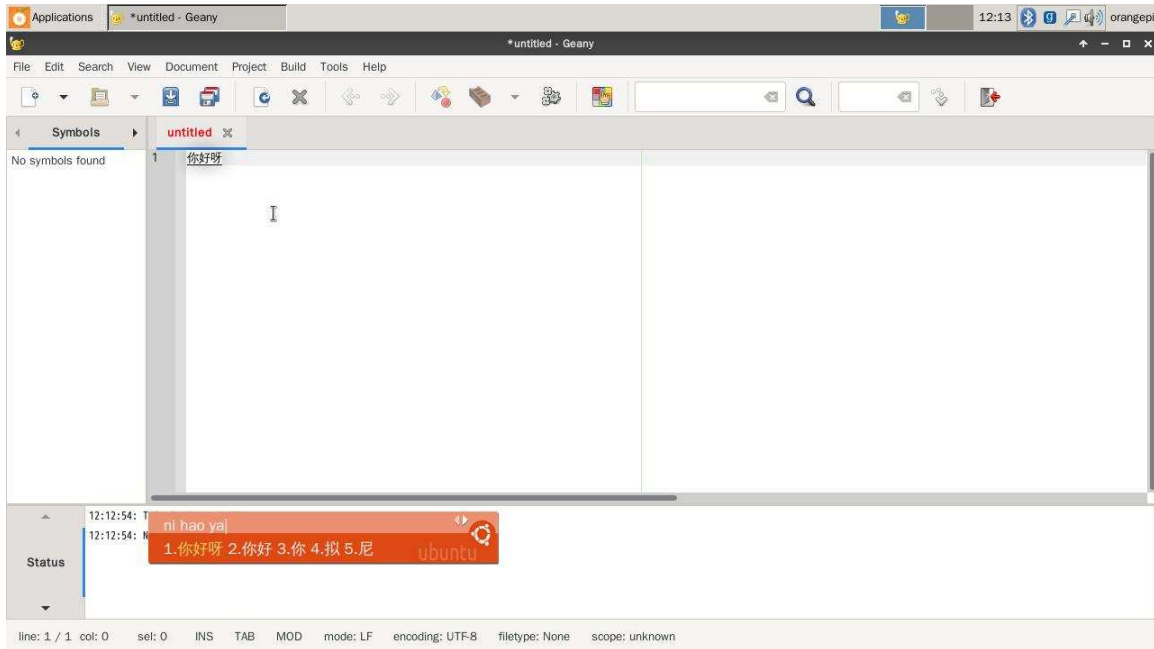 Applications *untitled - Geany 12:13 orangepi
*untitled - Geany
File Edit Search View Document Project Build Tools Help
Symbols untitled
No symbols found 1 你好呀
12:12:54: T
12:12:54: N
ni hao ya
1.你好呀 2.你好 3.你 4.拟 5.尼
ubuntu
Status
line: 1 / 1 col: 0 sel: 0 INS TAB MOD mode: LF encoding: UTF-8 filetype: None scope: unknown